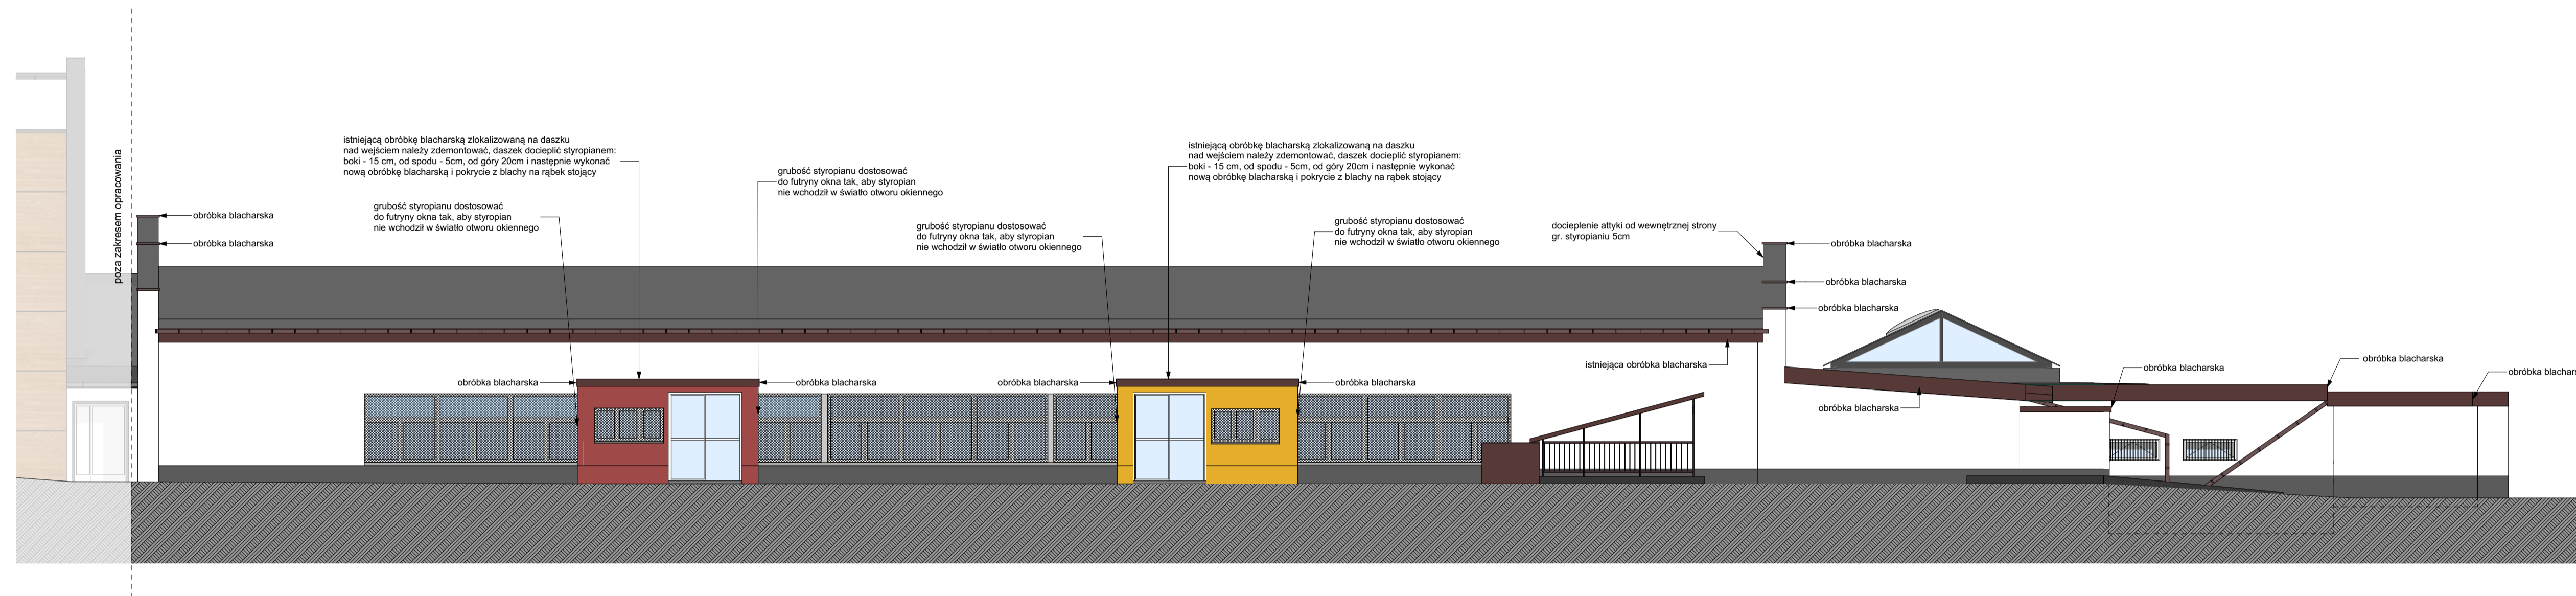 poza zakresem opracowania
obróbka blacharska
obróbka blacharska
istniejącą obróbkę blacharską zlokalizowaną na daszku
nad wejściem należy zdemontować, daszek docieplić styropianem:
boki - 15 cm, od spodu - 5cm, od góry 20cm i następnie wykonać
nową obróbkę blacharską i pokrycie z blachy na rąbek stojący
grubość styropianu dostosować
do futryny okna tak, aby styropian
nie wchodził w światło otworu okiennego
grubość styropianu dostosować
do futryny okna tak, aby styropian
nie wchodził w światło otworu okiennego
grubość styropianu dostosować
do futryny okna tak, aby styropian
nie wchodził w światło otworu okiennego
istniejącą obróbkę blacharską zlokalizowaną na daszku
nad wejściem należy zdemontować, daszek docieplić styropianem:
boki - 15 cm, od spodu - 5cm, od góry 20cm i następnie wykonać
nową obróbkę blacharską i pokrycie z blachy na rąbek stojący
grubość styropianu dostosować
do futryny okna tak, aby styropian
nie wchodził w światło otworu okiennego
docieplenie attyki od wewnętrznej strony
gr. styropianiu 5cm
obróbka blacharska
obróbka blacharska
obróbka blacharska
istniejąca obróbka blacharska
obróbka blacharska
obróbka blacharska
obróbka blacharska
obróbka blacharska
obróbka blacharska
obróbka blacharska
obróbka blacharska
obróbka blachars